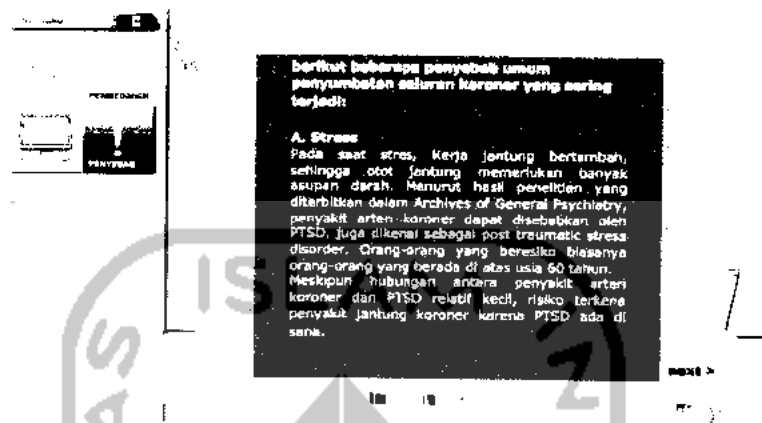 PEMBEDAHAN
PENYEBAB
berikut beberapa penyebab umum
penyumbatan saluran koroner yang sering
terjadi:
A. Stress
Pada saat stres, Kerja jantung bertambah,
sehingga otot jantung memerlukan banyak
asupan darah. Menurut hasil penelitian yang
diterbitkan dalam Archives of General Psychiatry,
penyakit arteri koroner dapat disebabkan oleh
PTSD, juga dikenal sebagai post traumatic stress
disorder. Orang-orang yang beresiko biasanya
orang-orang yang berada di atas usia 60 tahun.
Meskipun hubungan antara penyakit arteri
koroner dan PTSD relatif kecil, risiko terkena
penyakit jantung koroner karena PTSD ada di
sana.
NEXT >
ISLAM IN
AS